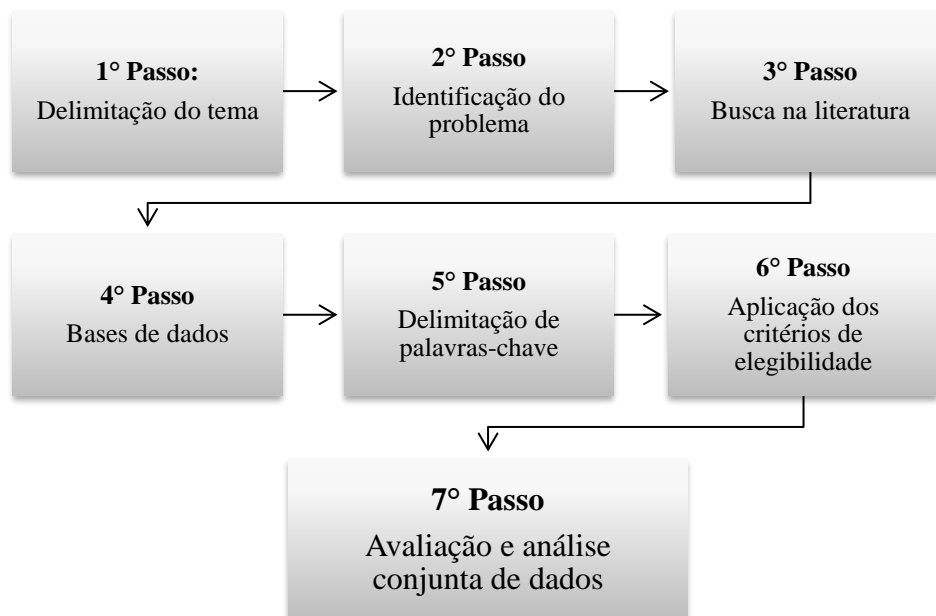 1° Passo:
Delimitação do tema
2° Passo
Identificação do
problema
3° Passo
Busca na literatura
4° Passo
Bases de dados
5° Passo
Delimitação de
palavras-chave
6° Passo
Aplicação dos
critérios de
elegibilidade
7° Passo
Avaliação e análise
conjunta de dados